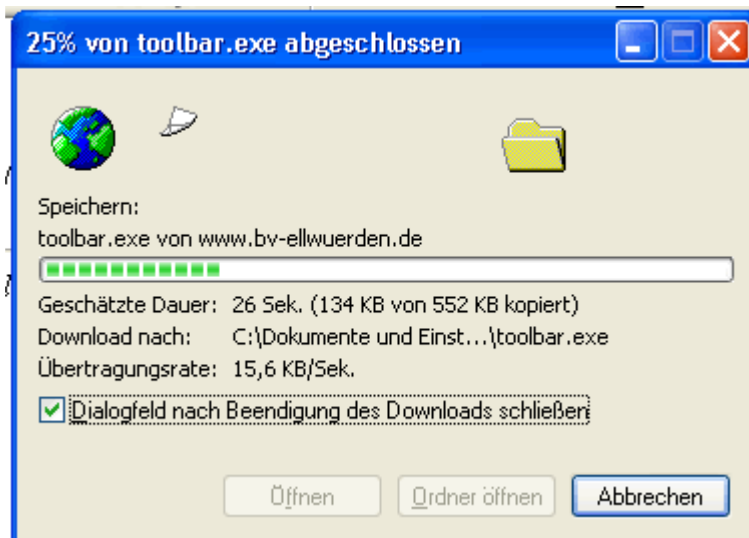 25% von toolbar.exe abgeschlossen
Speichern:
toolbar.exe von www.bv-ellwuerden.de
Geschätzte Dauer: 26 Sek. (134 KB von 552 KB kopiert)
Download nach: C:\Dokumente und Einst...\toolbar.exe
Übertragungsrate: 15,6 KB/Sek.
Dialogfeld nach Beendigung des Downloads schließen
Öffnen Ordner öffnen Abbrechen